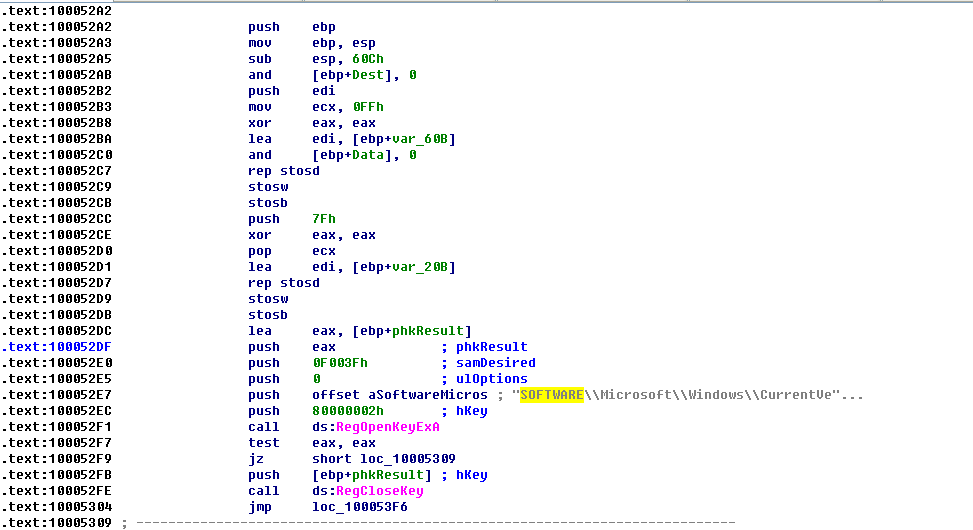 .text:100052A2
.text:100052A2 push ebp
.text:100052A3 mov ebp, esp
.text:100052A5 sub esp, 60Ch
.text:100052AB and [ebp+Dest], 0
.text:100052B2 push edi
.text:100052B3 mov ecx, 0FFh
.text:100052B8 xor eax, eax
.text:100052BA lea edi, [ebp+var_60B]
.text:100052C0 and [ebp+Data], 0
.text:100052C7 rep stosd
.text:100052C9 stosw
.text:100052CB stosb
.text:100052CC push 7Fh
.text:100052CE xor eax, eax
.text:100052D0 pop ecx
.text:100052D1 lea edi, [ebp+var_20B]
.text:100052D7 rep stosd
.text:100052D9 stosw
.text:100052DB stosb
.text:100052DC lea eax, [ebp+phkResult]
.text:100052DF push eax ; phkResult
.text:100052E0 push 0F003Fh ; samDesired
.text:100052E5 push 0 ; ulOptions
.text:100052E7 push offset aSoftwareMicros ; "SOFTWARE\\Microsoft\\Windows\\CurrentVe"...
.text:100052EC push 80000002h ; hKey
.text:100052F1 call ds:RegOpenKeyExA
.text:100052F7 test eax, eax
.text:100052F9 jz short loc_10005309
.text:100052FB push [ebp+phkResult] ; hKey
.text:100052FE call ds:RegCloseKey
.text:10005304 jmp loc_100053F6
.text:10005309 ; ---------------------------------------------------------------------------